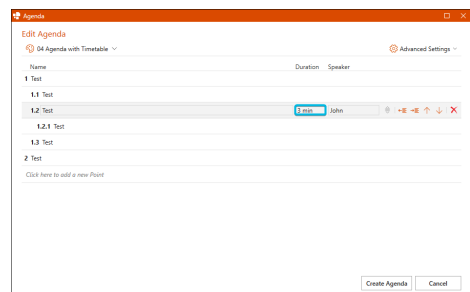 Agenda
Edit Agenda
04 Agenda with Timetable
Advanced Settings
Name Duration Speaker
1 Test
1.1 Test
1.2 Test 3 min John
1.2.1 Test
1.3 Test
2 Test
Click here to add a new Point
Create Agenda Cancel